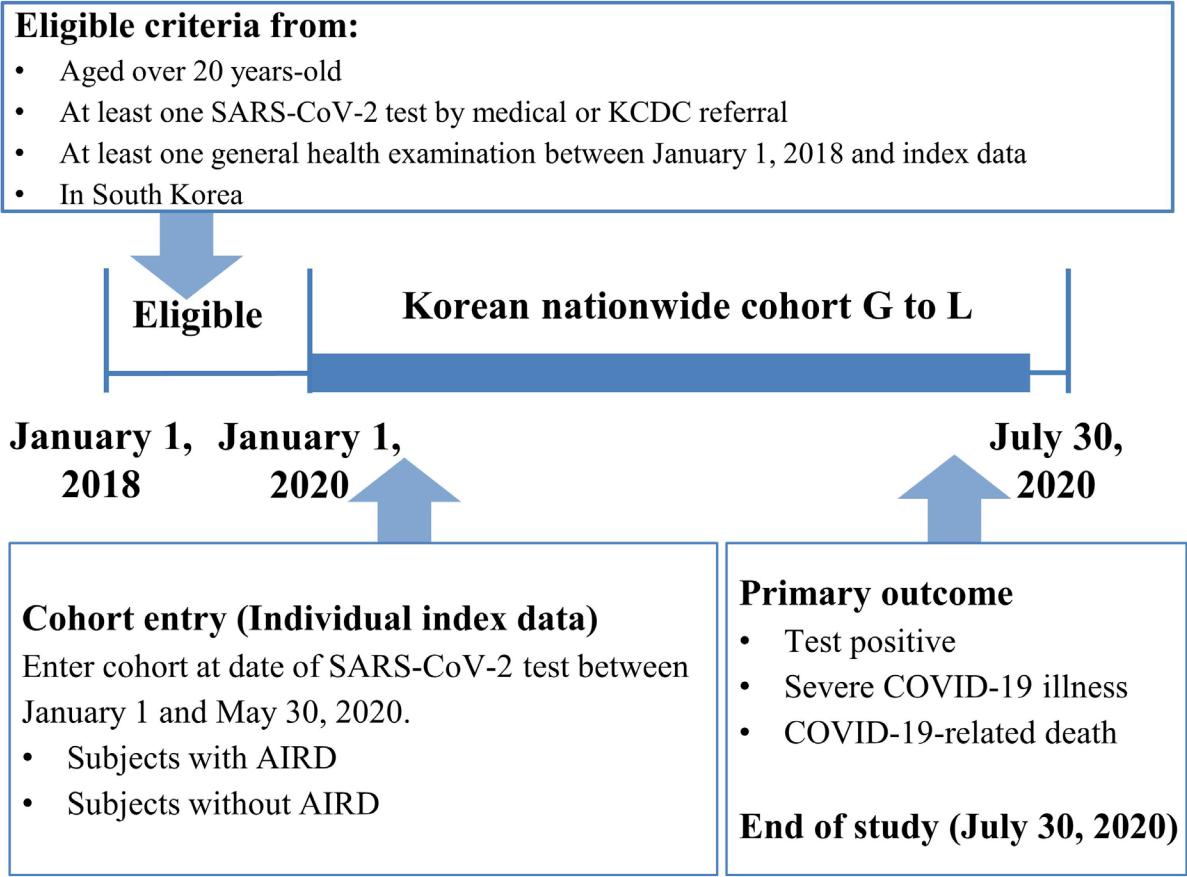 Eligible criteria from:
• Aged over 20 years-old
• At least one SARS-CoV-2 test by medical or KCDC referral
• At least one general health examination between January 1, 2018 and index data
• In South Korea
Eligible
Korean nationwide cohort G to L
January 1,
2018
January 1,
2020
July 30,
2020
Cohort entry (Individual index data)
Enter cohort at date of SARS-CoV-2 test between
January 1 and May 30, 2020.
• Subjects with AIRD
• Subjects without AIRD
Primary outcome
• Test positive
• Severe COVID-19 illness
• COVID-19-related death
End of study (July 30, 2020)